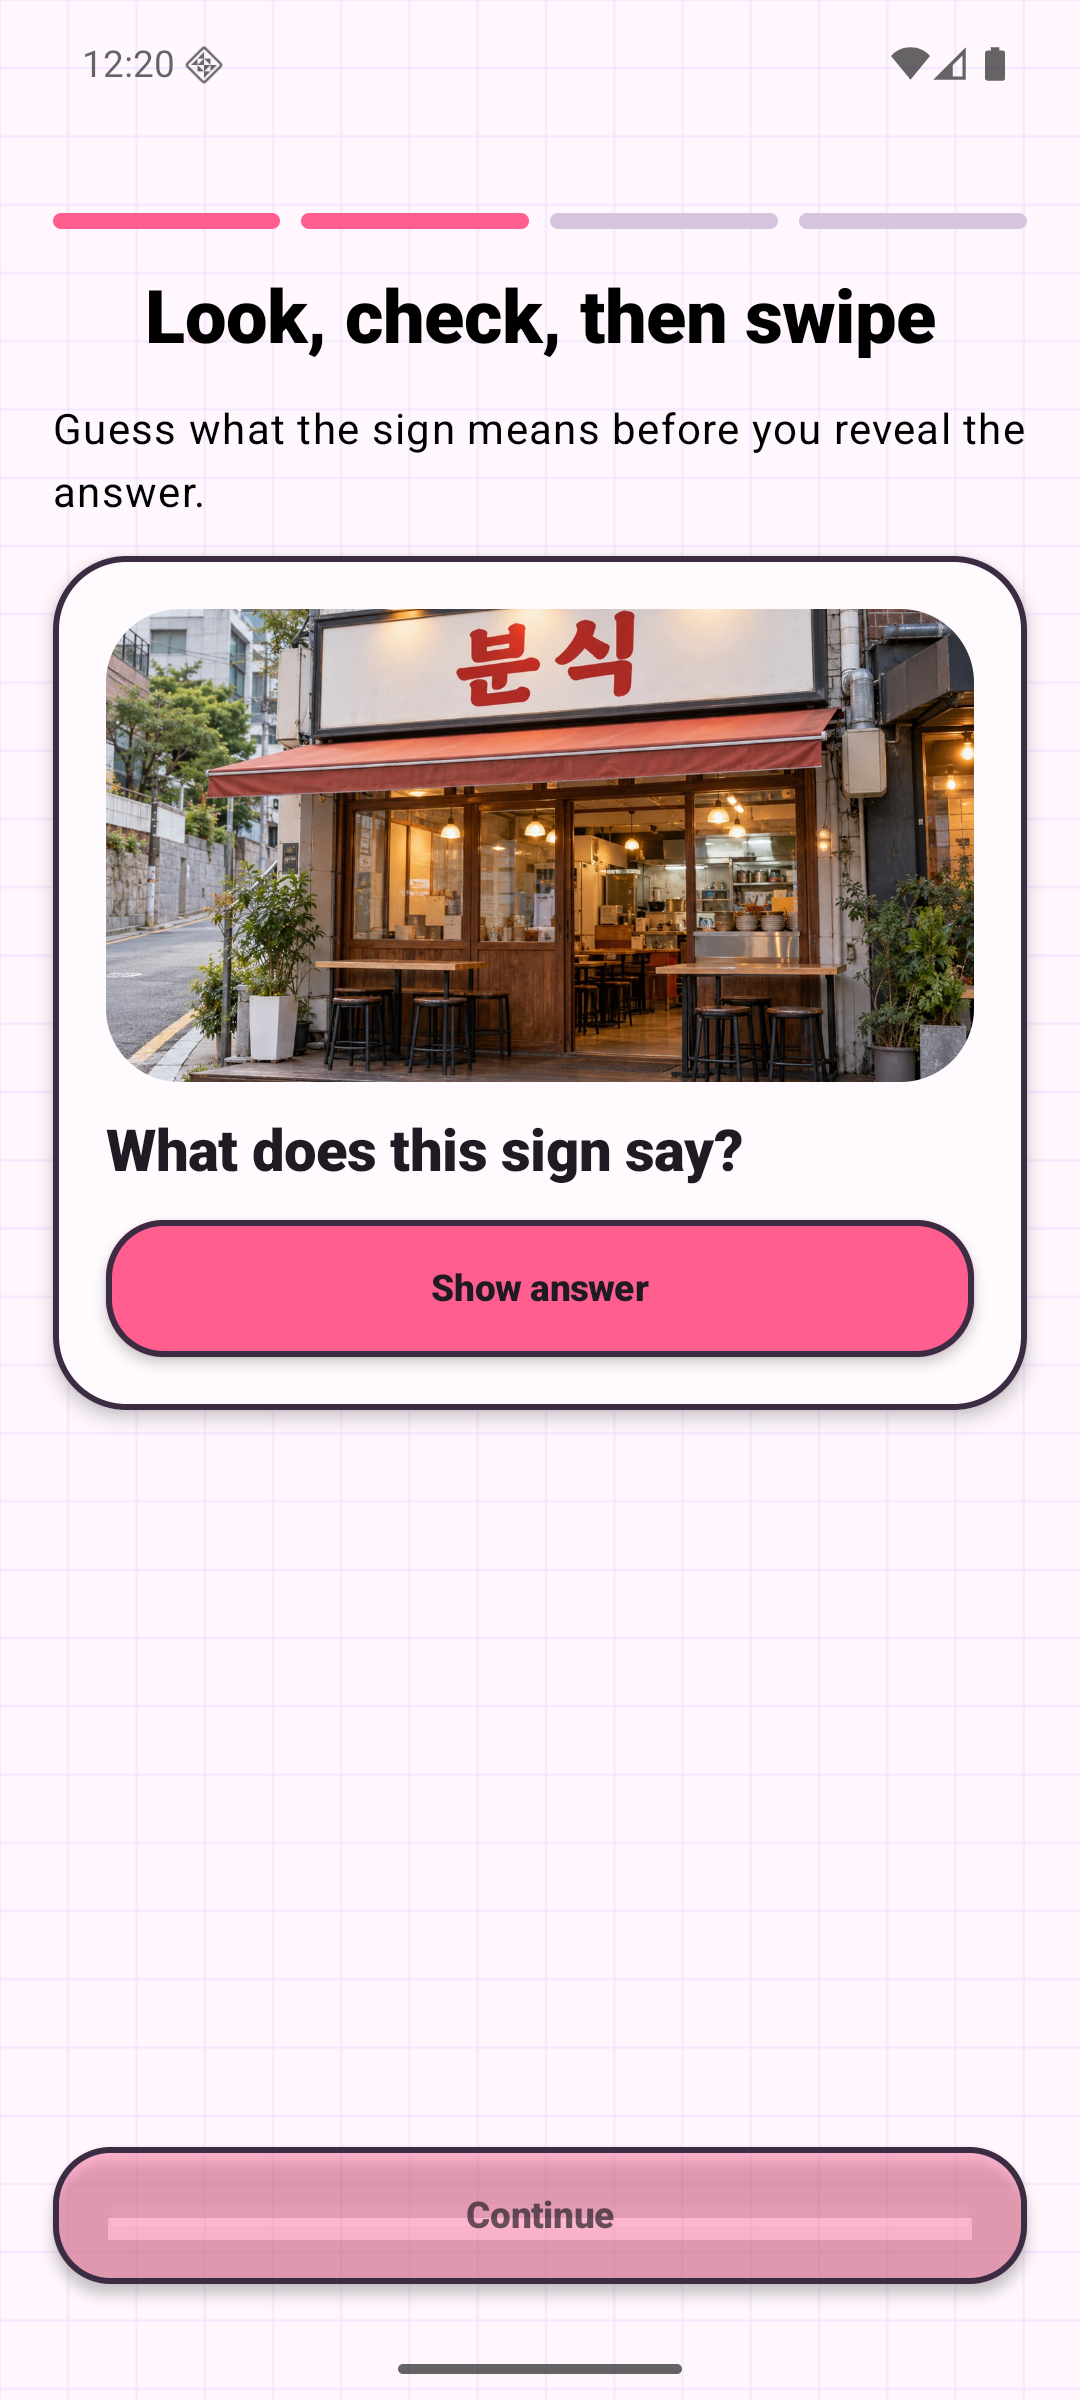 12:20
Look, check, then swipe
Guess what the sign means before you reveal the
answer.
분식
What does this sign say?
Show answer
Continue